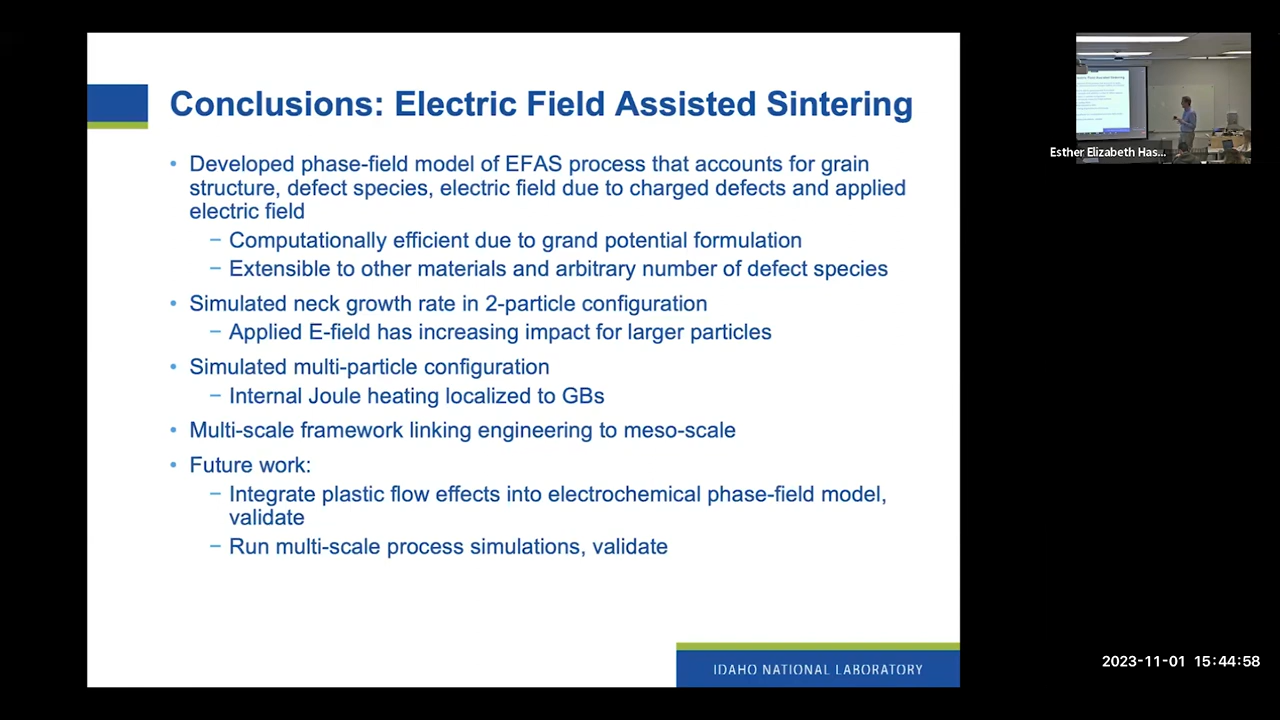 Conclusions: Electric Field Assisted Sintering
• Developed phase-field model of EFAS process that accounts for grain
structure, defect species, electric field due to charged defects and applied
electric field
− Computationally efficient due to grand potential formulation
− Extensible to other materials and arbitrary number of defect species
• Simulated neck growth rate in 2-particle configuration
− Applied E-field has increasing impact for larger particles
• Simulated multi-particle configuration
− Internal Joule heating localized to GBs
• Multi-scale framework linking engineering to meso-scale
• Future work:
− Integrate plastic flow effects into electrochemical phase-field model,
validate
− Run multi-scale process simulations, validate
IDAHO NATIONAL LABORATORY
Esther Elizabeth Has...
2023-11-01 15:44:58